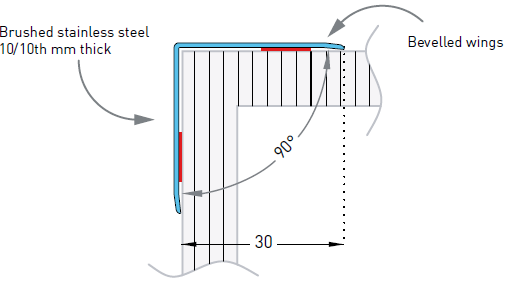 Brushed stainless steel
10/10th mm thick
Bevelled wings
90°
30